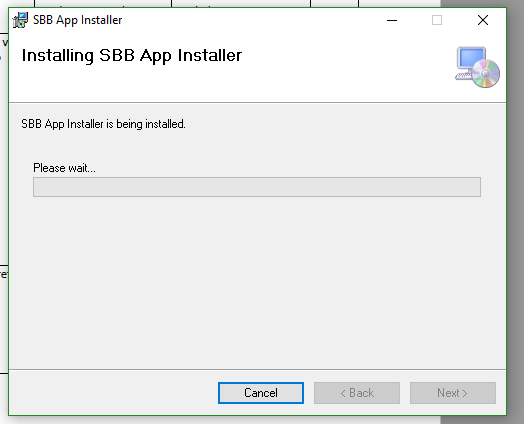 SBB App Installer
Installing SBB App Installer
SBB App Installer is being installed.
Please wait...
Cancel
< Back
Next >